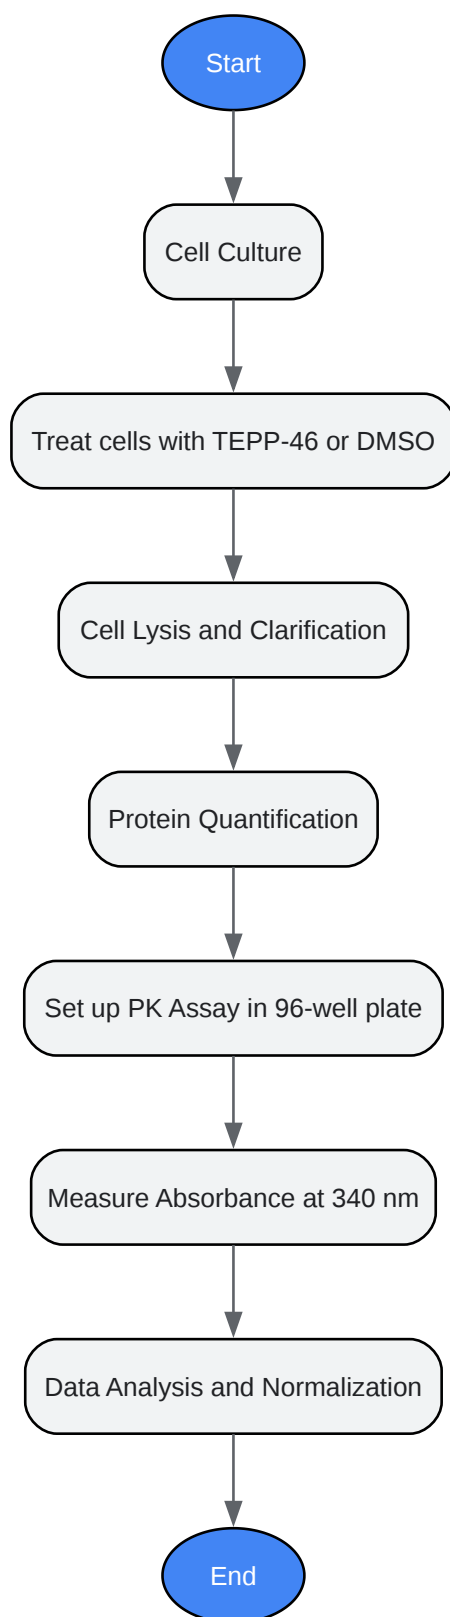 Start
Cell Culture
Treat cells with TEPP-46 or DMSO
Cell Lysis and Clarification
Protein Quantification
Set up PK Assay in 96-well plate
Measure Absorbance at 340 nm
Data Analysis and Normalization
End